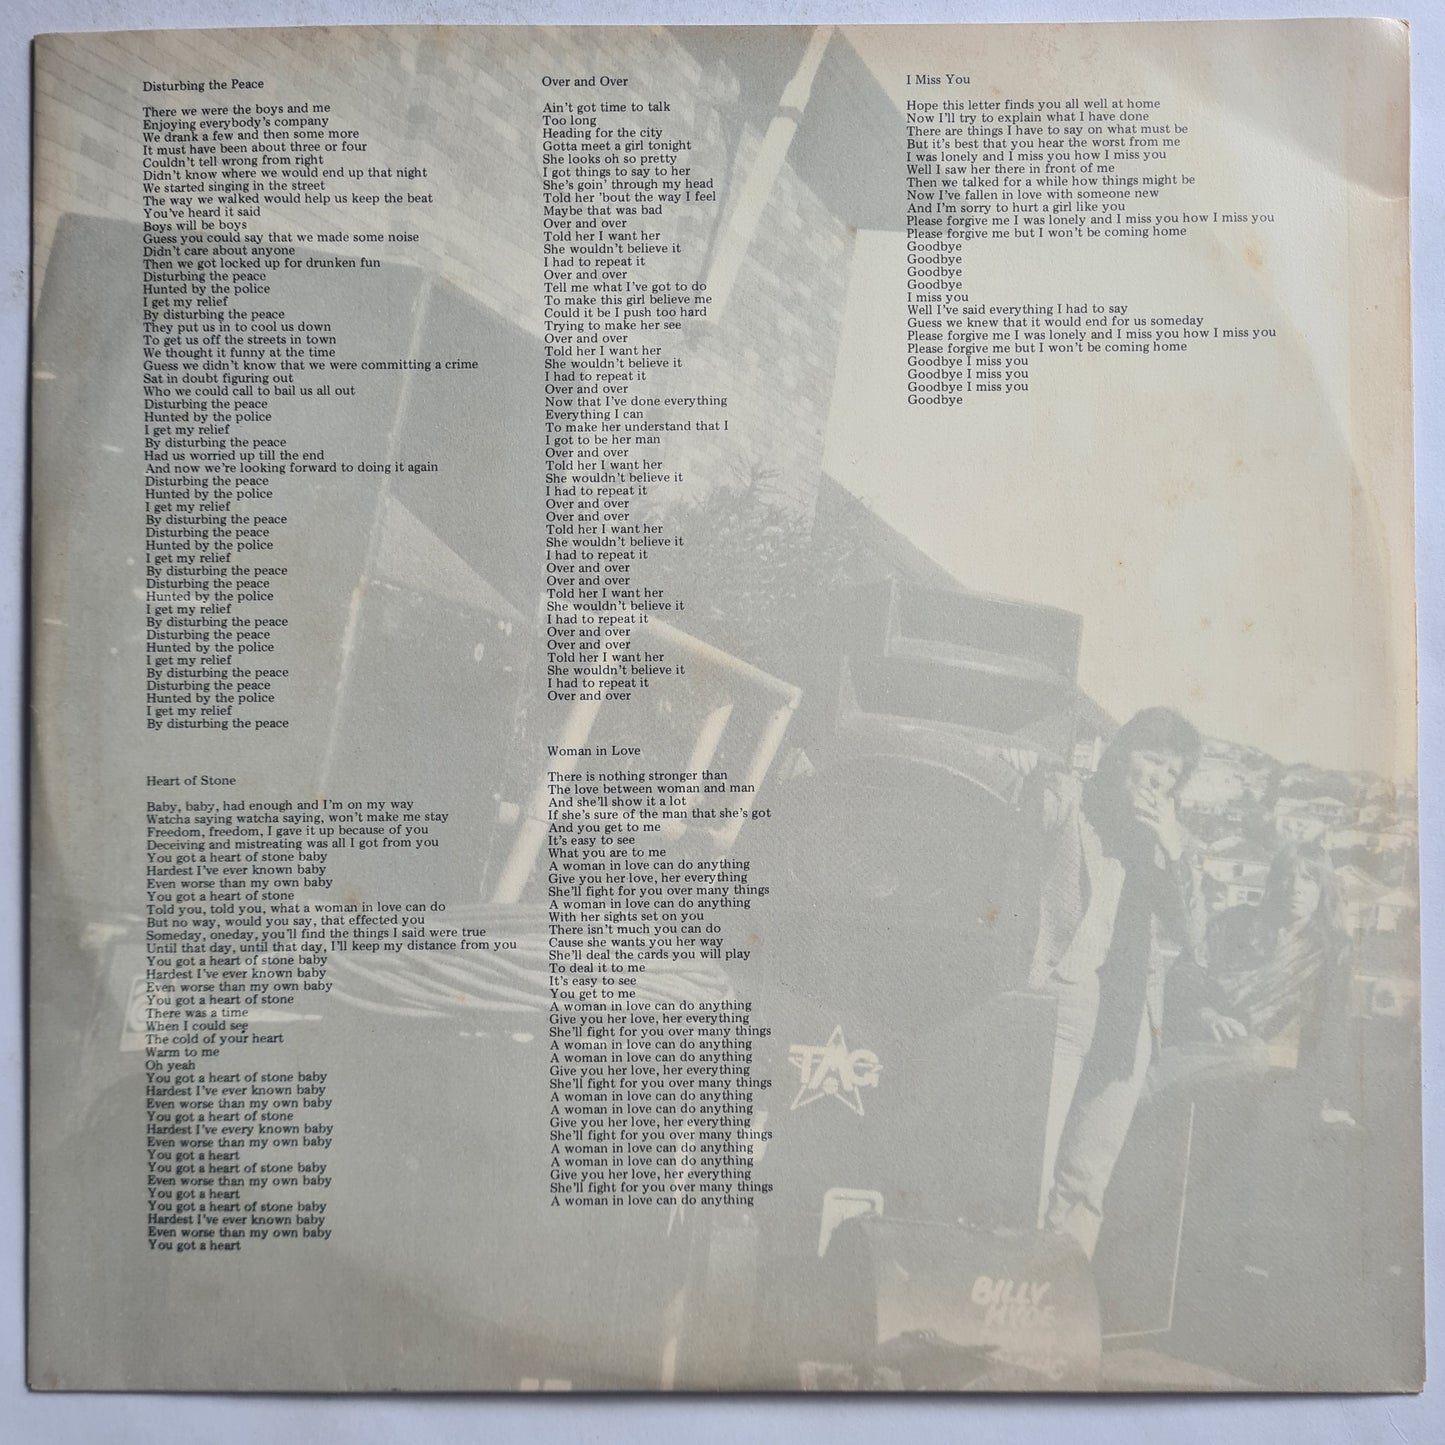 Disturbing the Peace
There we were the boys and me
Enjoying everybody's company
We drank a few and then some more
It must have been about three or four
Couldn't tell wrong from right
Didn't know where we would end up that night
We started singing in the street
The way we walked would help us keep the beat
You've heard it said
Boys will be boys
Guess you could say that we made some noise
Didn't care about anyone
Then we got locked up for drunken fun
Disturbing the peace
Hunted by the police
I get my relief
By disturbing the peace
They put us in to cool us down
To get us off the streets in town
We thought it funny at the time
Guess we didn't know that we were committing a crime
Sat in doubt figuring out
Who we could call to bail us all out
Disturbing the peace
Hunted by the police
I get my relief
By disturbing the peace
Had us worried up till the end
And now we're looking forward to doing it again
Disturbing the peace
Hunted by the police
I get my relief
By disturbing the peace
Disturbing the peace
Hunted by the police
I get my relief
By disturbing the peace
Disturbing the peace
Hunted by the police
I get my relief
By disturbing the peace
Disturbing the peace
Hunted by the police
I get my relief
By disturbing the peace
Disturbing the peace
Hunted by the police
I get my relief
By disturbing the peace
Heart of Stone
Baby, baby, had enough and I'm on my way
Watcha saying watcha saying, won't make me stay
Freedom, freedom, I gave it up because of you
Deceiving and mistreating was all I got from you
You got a heart of stone baby
Hardest I've ever known baby
Even worse than my own baby
You got a heart of stone
Told you, told you, what a woman in love can do
But no way, would you say, that effected you
Someday, oneday, you'll find the things I said were true
Until that day, until that day, I'll keep my distance from you
You got a heart of stone baby
Hardest I've ever known baby
Even worse than my own baby
You got a heart of stone
There was a time
When I could see
The cold of your heart
Warm to me
Oh yeah
You got a heart of stone baby
Hardest I've ever known baby
Even worse than my own baby
You got a heart of stone
Hardest I've every known baby
Even worse than my own baby
You got a heart
You got a heart of stone baby
Even worse than my own baby
You got a heart
You got a heart of stone baby
Hardest I've ever known baby
Even worse than my own baby
You got a heart
Over and Over
Ain't got time to talk
Too long
Heading for the city
Gotta meet a girl tonight
She looks oh so pretty
I got things to say to her
She's goin' through my head
Told her 'bout the way I feel
Maybe that was bad
Over and over
Told her I want her
She wouldn't believe it
I had to repeat it
Over and over
Tell me what I've got to do
To make this girl believe me
Could it be I push too hard
Trying to make her see
Over and over
Told her I want her
She wouldn't believe it
I had to repeat it
Over and over
Now that I've done everything
Everything I can
To make her understand that I
I got to be her man
Over and over
Told her I want her
She wouldn't believe it
I had to repeat it
Over and over
Over and over
Told her I want her
She wouldn't believe it
I had to repeat it
Over and over
Over and over
Told her I want her
She wouldn't believe it
I had to repeat it
Over and over
Over and over
Told her I want her
She wouldn't believe it
I had to repeat it
Over and over
Woman in Love
There is nothing stronger than
The love between woman and man
And she'll show it a lot
If she's sure of the man that she's got
And you get to me
It's easy to see
What you are to me
A woman in love can do anything
Give you her love, her everything
She'll fight for you over many things
A woman in love can do anything
With her sights set on you
There isn't much you can do
Cause she wants you her way
She'll deal the cards you will play
To deal it to me
It's easy to see
You get to me
A woman in love can do anything
Give you her love, her everything
She'll fight for you over many things
A woman in love can do anything
A woman in love can do anything
Give you her love, her everything
She'll fight for you over many things
A woman in love can do anything
A woman in love can do anything
Give you her love, her everything
She'll fight for you over many things
A woman in love can do anything
A woman in love can do anything
Give you her love, her everything
She'll fight for you over many things
A woman in love can do anything
I Miss You
Hope this letter finds you all well at home
Now I'll try to explain what I have done
There are things I have to say on what must be
But it's best that you hear the worst from me
I was lonely and I miss you how I miss you
Well I saw her there in front of me
Then we talked for a while how things might be
Now I've fallen in love with someone new
And I'm sorry to hurt a girl like you
Please forgive me I was lonely and I miss you how I miss you
Please forgive me but I won't be coming home
Goodbye
Goodbye
Goodbye
Goodbye
I miss you
Well I've said everything I had to say
Guess we knew that it would end for us someday
Please forgive me I was lonely and I miss you how I miss you
Please forgive me but I won't be coming home
Goodbye I miss you
Goodbye I miss you
Goodbye I miss you
Goodbye
TAG
BILLY
HYDE